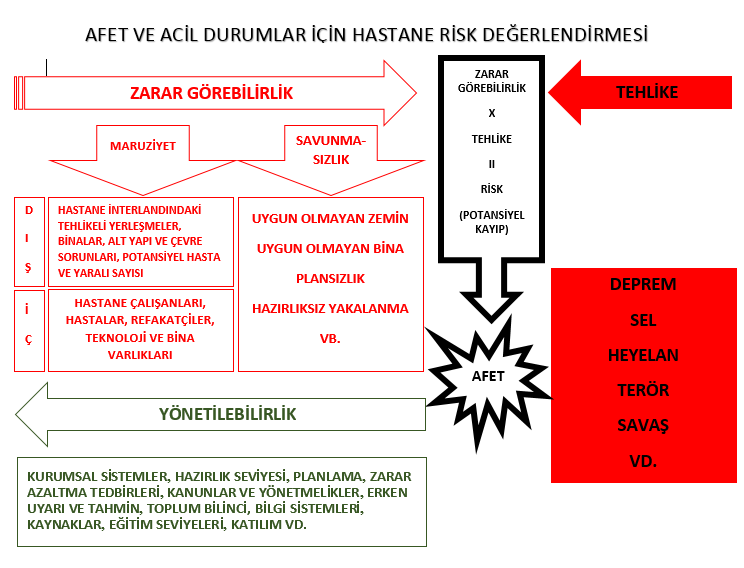 AFET VE ACİL DURUMLAR İÇİN HASTANE RİSK DEĞERLENDİRMESİ
ZARAR GÖREBİLİRLİK
MARUZİYET
SAVUNMA-
SIZLIK
D
I
Ş
HASTANE İNTERLANDINDAKİ
TEHLİKELİ YERLEŞMELER,
BİNALAR, ALT YAPI VE ÇEVRE
SORUNLARI, POTANSİYEL HASTA
VE YARALI SAYISI
İ
Ç
HASTANE ÇALIŞANLARI,
HASTALAR, REFAKATÇİLER,
TEKNOLOJİ VE BİNA
VARLIKLARI
UYGUN OLMAYAN ZEMİN
UYGUN OLMAYAN BİNA
PLANSIZLIK
HAZIRLIKSIZ YAKALANMA
VB.
ZARAR
GÖREBİLİRLİK
X
TEHLİKE
II
RİSK
(POTANSİYEL
KAYIP)
TEHLİKE
DEPREM
SEL
HEYELAN
TERÖR
SAVAŞ
VD.
AFET
YÖNETİLEBİLİRLİK
KURUMSAL SİSTEMLER, HAZIRLIK SEVİYESİ, PLANLAMA, ZARAR
AZALTMA TEDBİRLERİ, KANUNLAR VE YÖNETMELİKLER, ERKEN
UYARI VE TAHMİN, TOPLUM BİLİNCİ, BİLGİ SİSTEMLERİ,
KAYNAKLAR, EĞİTİM SEVİYELERİ, KATILIM VD.